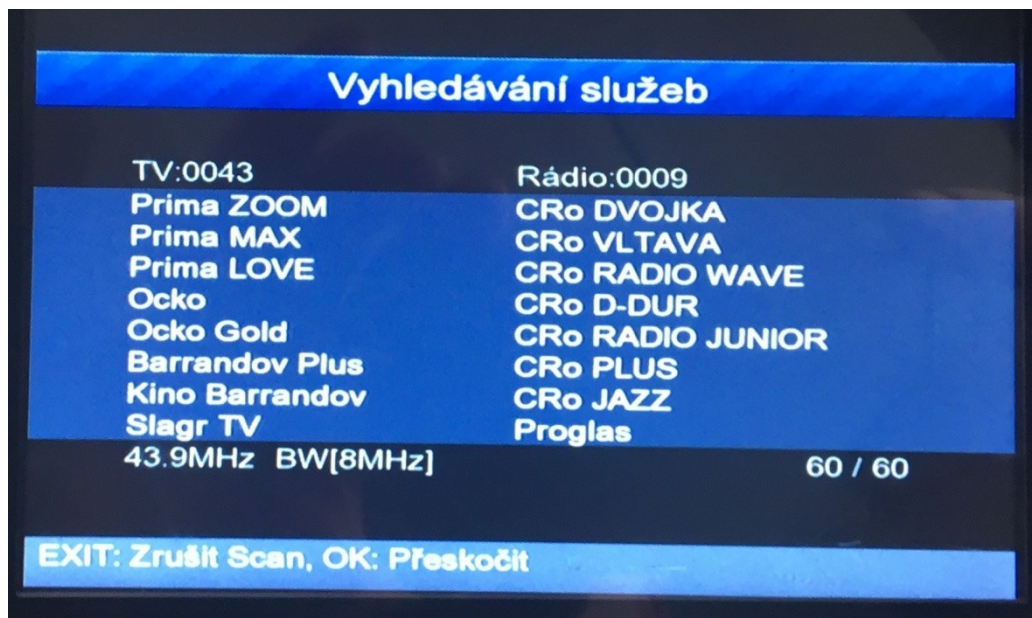 Vyhledávání služeb
TV:0043 Rádio:0009
Prima ZOOM CRo DVOJKA
Prima MAX CRo VLTAVA
Prima LOVE CRo RADIO WAVE
Ocko CRo D-DUR
Ocko Gold CRo RADIO JUNIOR
Barrandov Plus CRo PLUS
Kino Barrandov CRo JAZZ
Slagr TV Proglas
43.9MHz BW[8MHz] 60 / 60
EXIT: Zrušit Scan, OK: Přeskočit